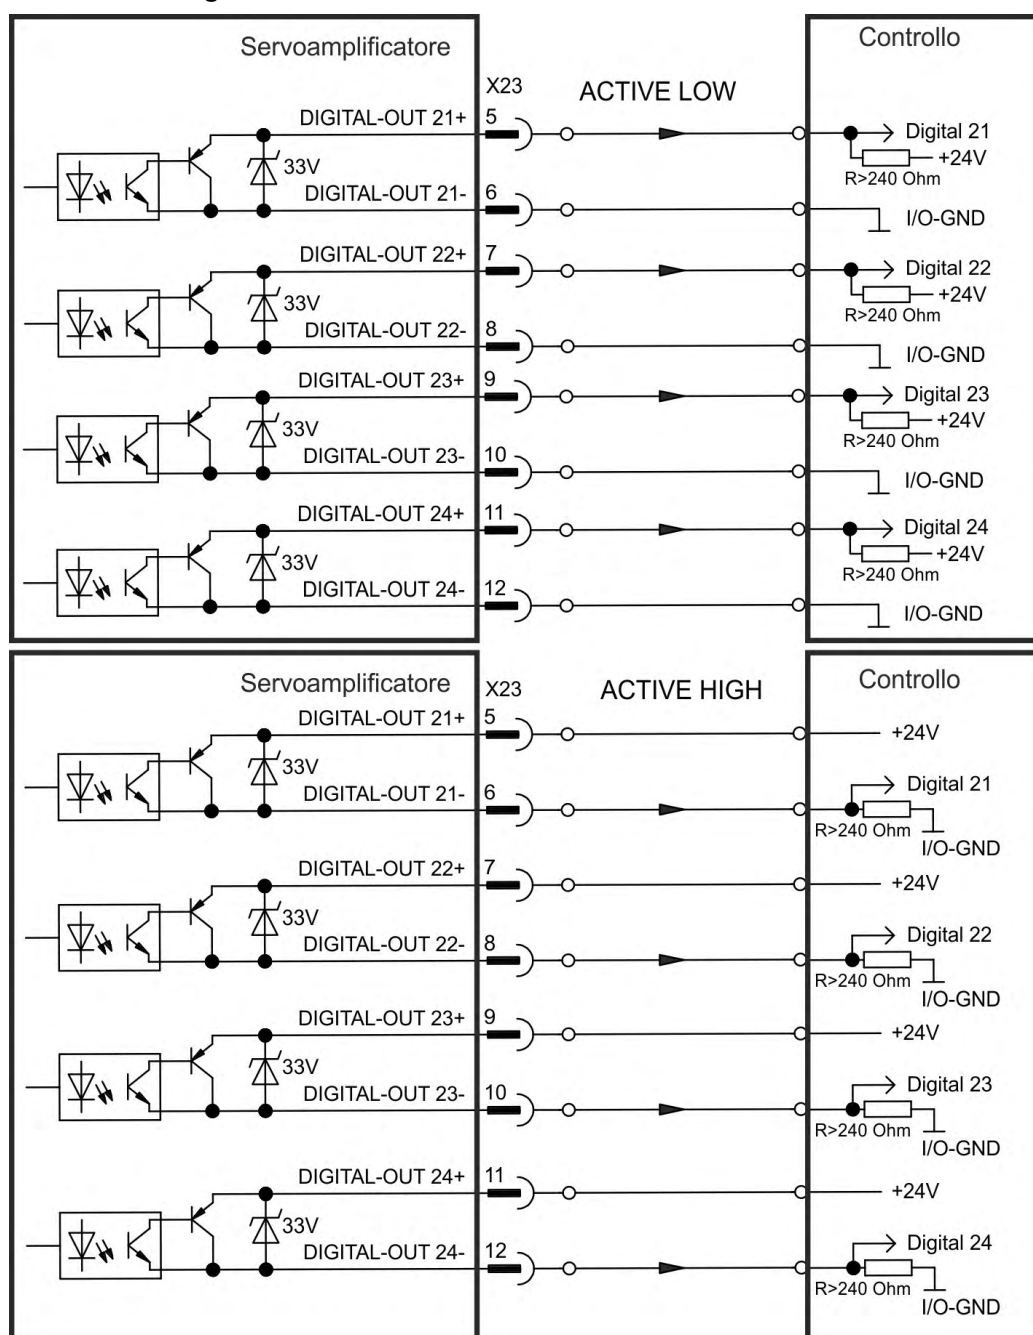 Servoamplificatore
Controllo
X23
ACTIVE LOW
DIGITAL-OUT 21+
5
Digital 21
33V
+24V
R>240 Ohm
DIGITAL-OUT 21-
6
I/O-GND
DIGITAL-OUT 22+
7
Digital 22
33V
+24V
R>240 Ohm
DIGITAL-OUT 22-
8
I/O-GND
DIGITAL-OUT 23+
9
Digital 23
33V
+24V
R>240 Ohm
DIGITAL-OUT 23-
10
I/O-GND
DIGITAL-OUT 24+
11
Digital 24
33V
+24V
R>240 Ohm
DIGITAL-OUT 24-
12
I/O-GND
Servoamplificatore
Controllo
X23
ACTIVE HIGH
DIGITAL-OUT 21+
5
+24V
33V
DIGITAL-OUT 21-
6
Digital 21
R>240 Ohm
I/O-GND
DIGITAL-OUT 22+
7
+24V
33V
DIGITAL-OUT 22-
8
Digital 22
R>240 Ohm
I/O-GND
DIGITAL-OUT 23+
9
+24V
33V
DIGITAL-OUT 23-
10
Digital 23
R>240 Ohm
I/O-GND
DIGITAL-OUT 24+
11
+24V
33V
DIGITAL-OUT 24-
12
Digital 24
R>240 Ohm
I/O-GND